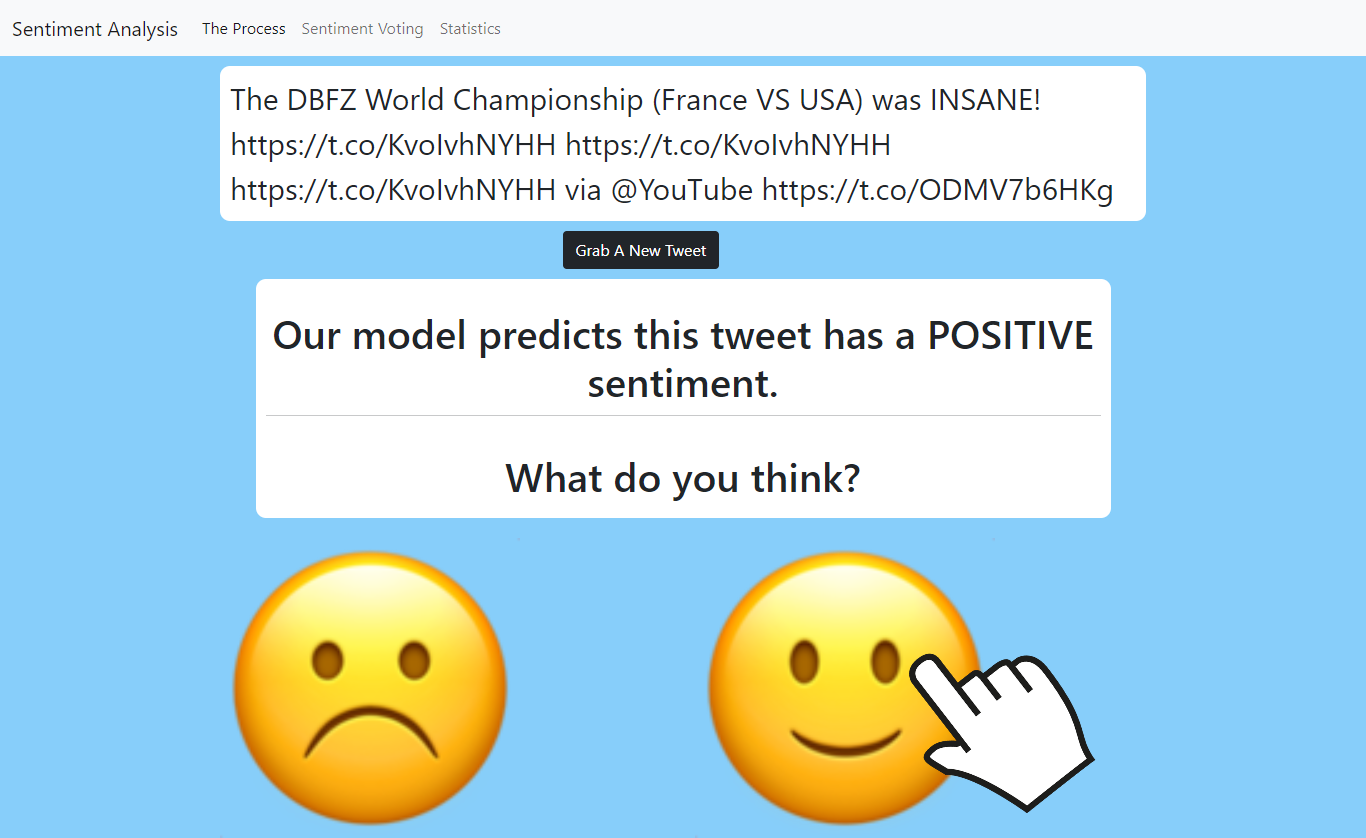 Sentiment Analysis The Process Sentiment Voting Statistics
The DBFZ World Championship (France VS USA) was INSANE!
https://t.co/KvoIvhNYHH https://t.co/KvoIvhNYHH
https://t.co/KvoIvhNYHH via @YouTube https://t.co/ODMV7b6HKg
Grab A New Tweet
Our model predicts this tweet has a POSITIVE
sentiment.
What do you think?